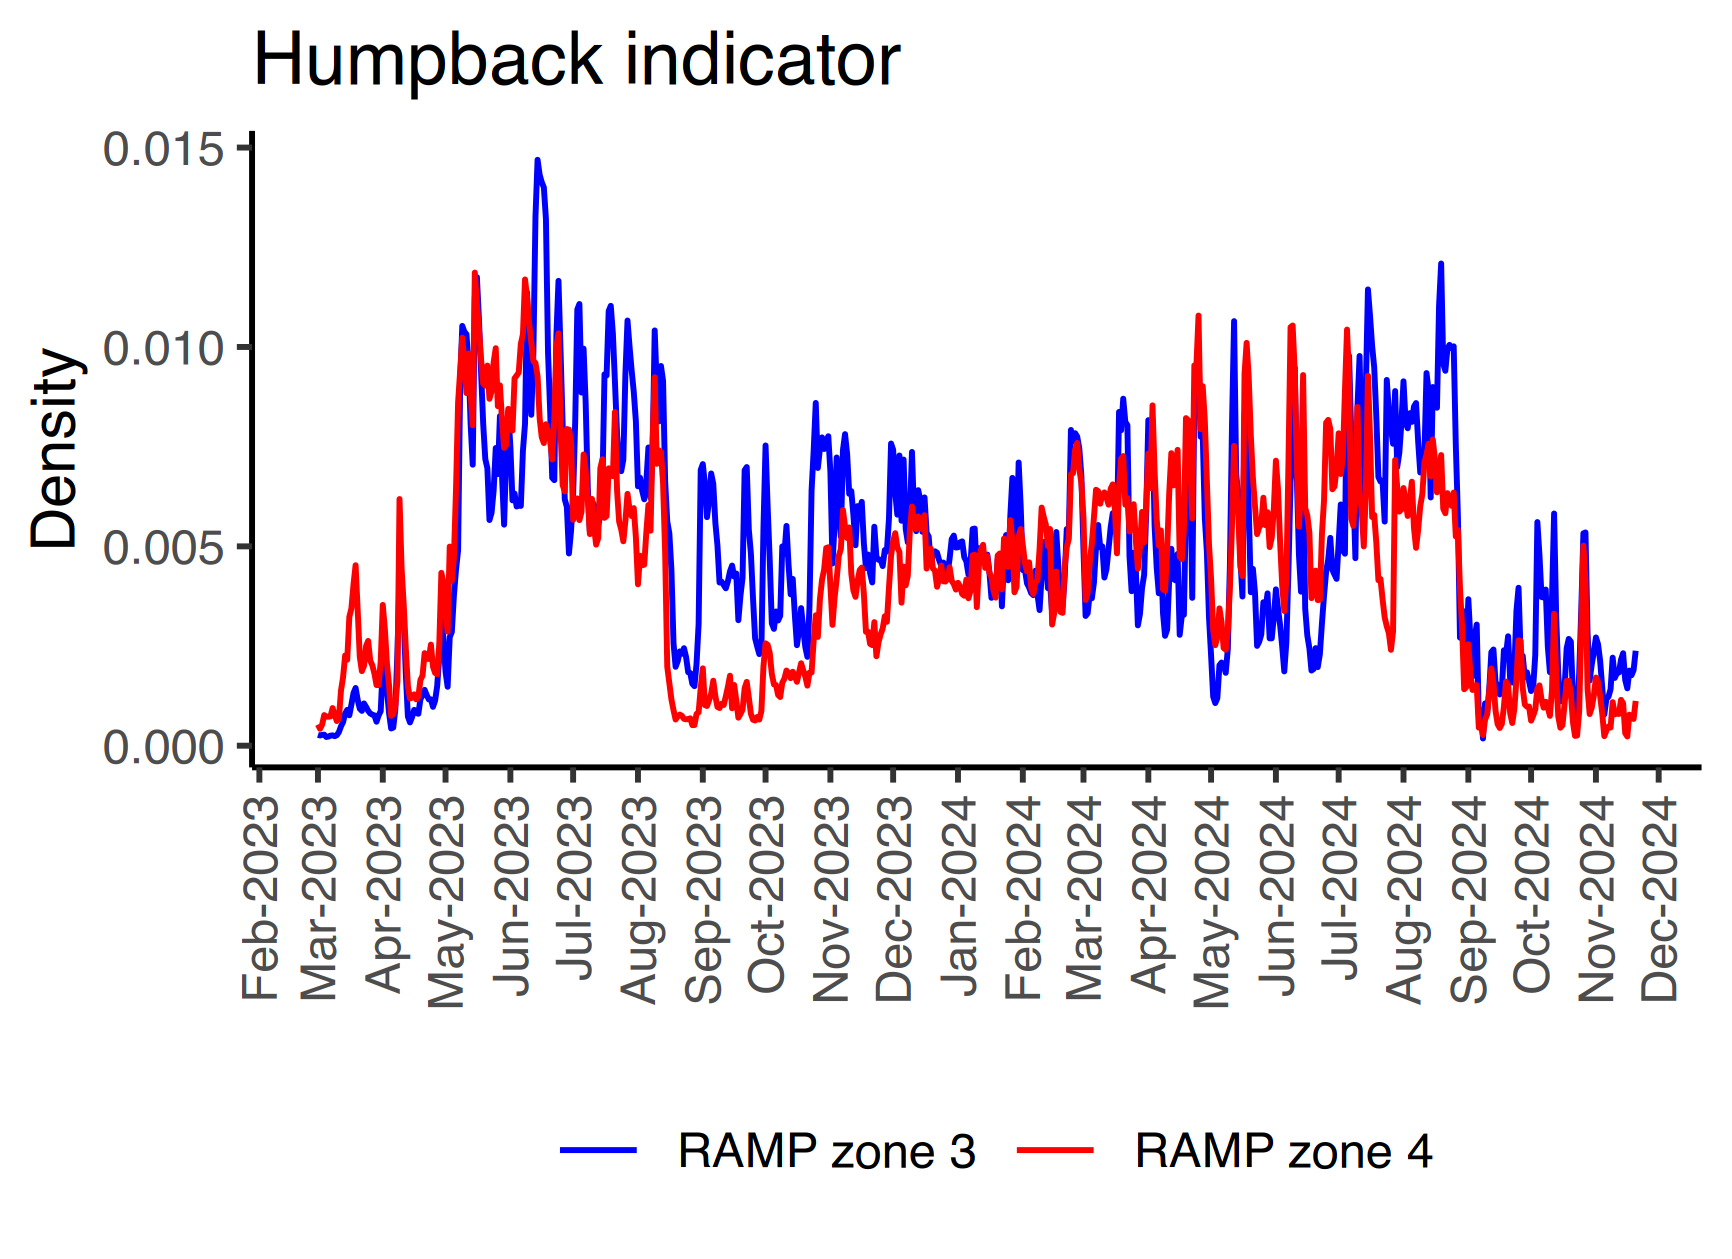 Humpback indicator
Density
0.015
0.010
0.005
0.000
Feb-2023
Mar-2023
Apr-2023
May-2023
Jun-2023
Jul-2023
Aug-2023
Sep-2023
Oct-2023
Nov-2023
Dec-2023
Jan-2024
Feb-2024
Mar-2024
Apr-2024
May-2024
Jun-2024
Jul-2024
Aug-2024
Sep-2024
Oct-2024
Nov-2024
Dec-2024
RAMP zone 3
RAMP zone 4